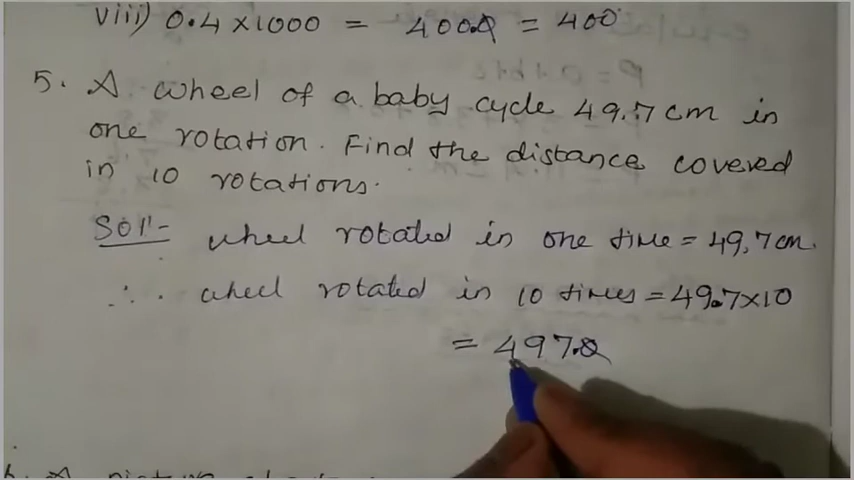 viii) 0.4 x 1000 = 400.0 = 400
5. A wheel of a baby cycle 49.7 cm in
one rotation. Find the distance covered
in 10 rotations.
Sol:- wheel rotated in one time = 49.7 cm.
∴ wheel rotated in 10 times = 49.7 x 10
= 497.0
6. A